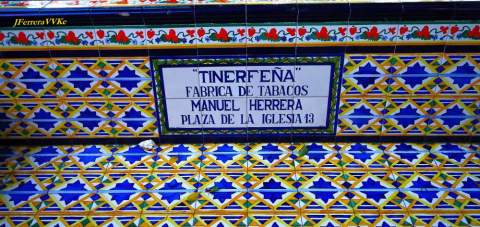 JFerreraVVKe
"TINERFEÑA"
FABRICA DE TABACOS
MANUEL HERRERA
PLAZA DE LA IGLESIA 13